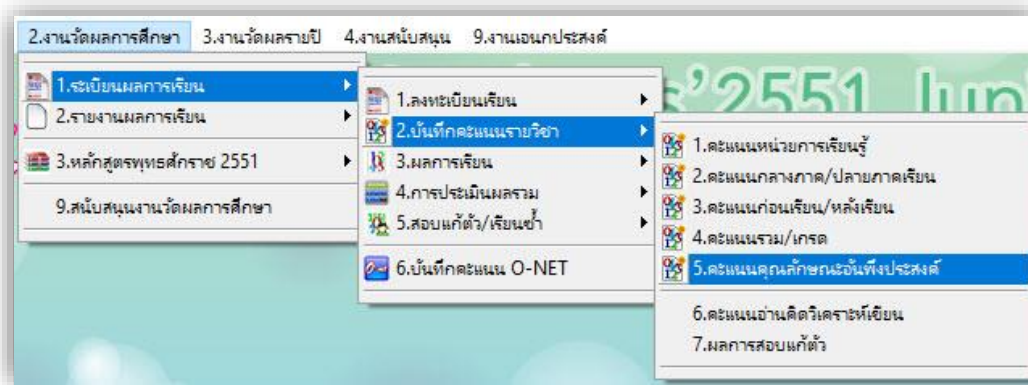 2.งานวัดผลการศึกษา 3.งานวัดผลรายปี 4.งานสนับสนุน 9.งานเอนกประสงค์
1.ระเบียนผลการเรียน
2.รายงานผลการเรียน
3.หลักสูตรพุทธศักราช 2551
9.สนับสนุนงานวัดผลการศึกษา
1.ลงทะเบียนเรียน
2.บันทึกคะแนนรายวิชา
3.ผลการเรียน
4.การประเมินผลรวม
5.สอบแก้ตัว/เรียนซ้ำ
6.บันทึกคะแนน O-NET
1.คะแนนหน่วยการเรียนรู้
2.คะแนนกลางภาค/ปลายภาคเรียน
3.คะแนนก่อนเรียน/หลังเรียน
4.คะแนนรวม/เกรด
5.คะแนนคุณลักษณะอันพึงประสงค์
6.คะแนนอ่านคิดวิเคราะห์เขียน
7.ผลการสอบแก้ตัว
s'2551